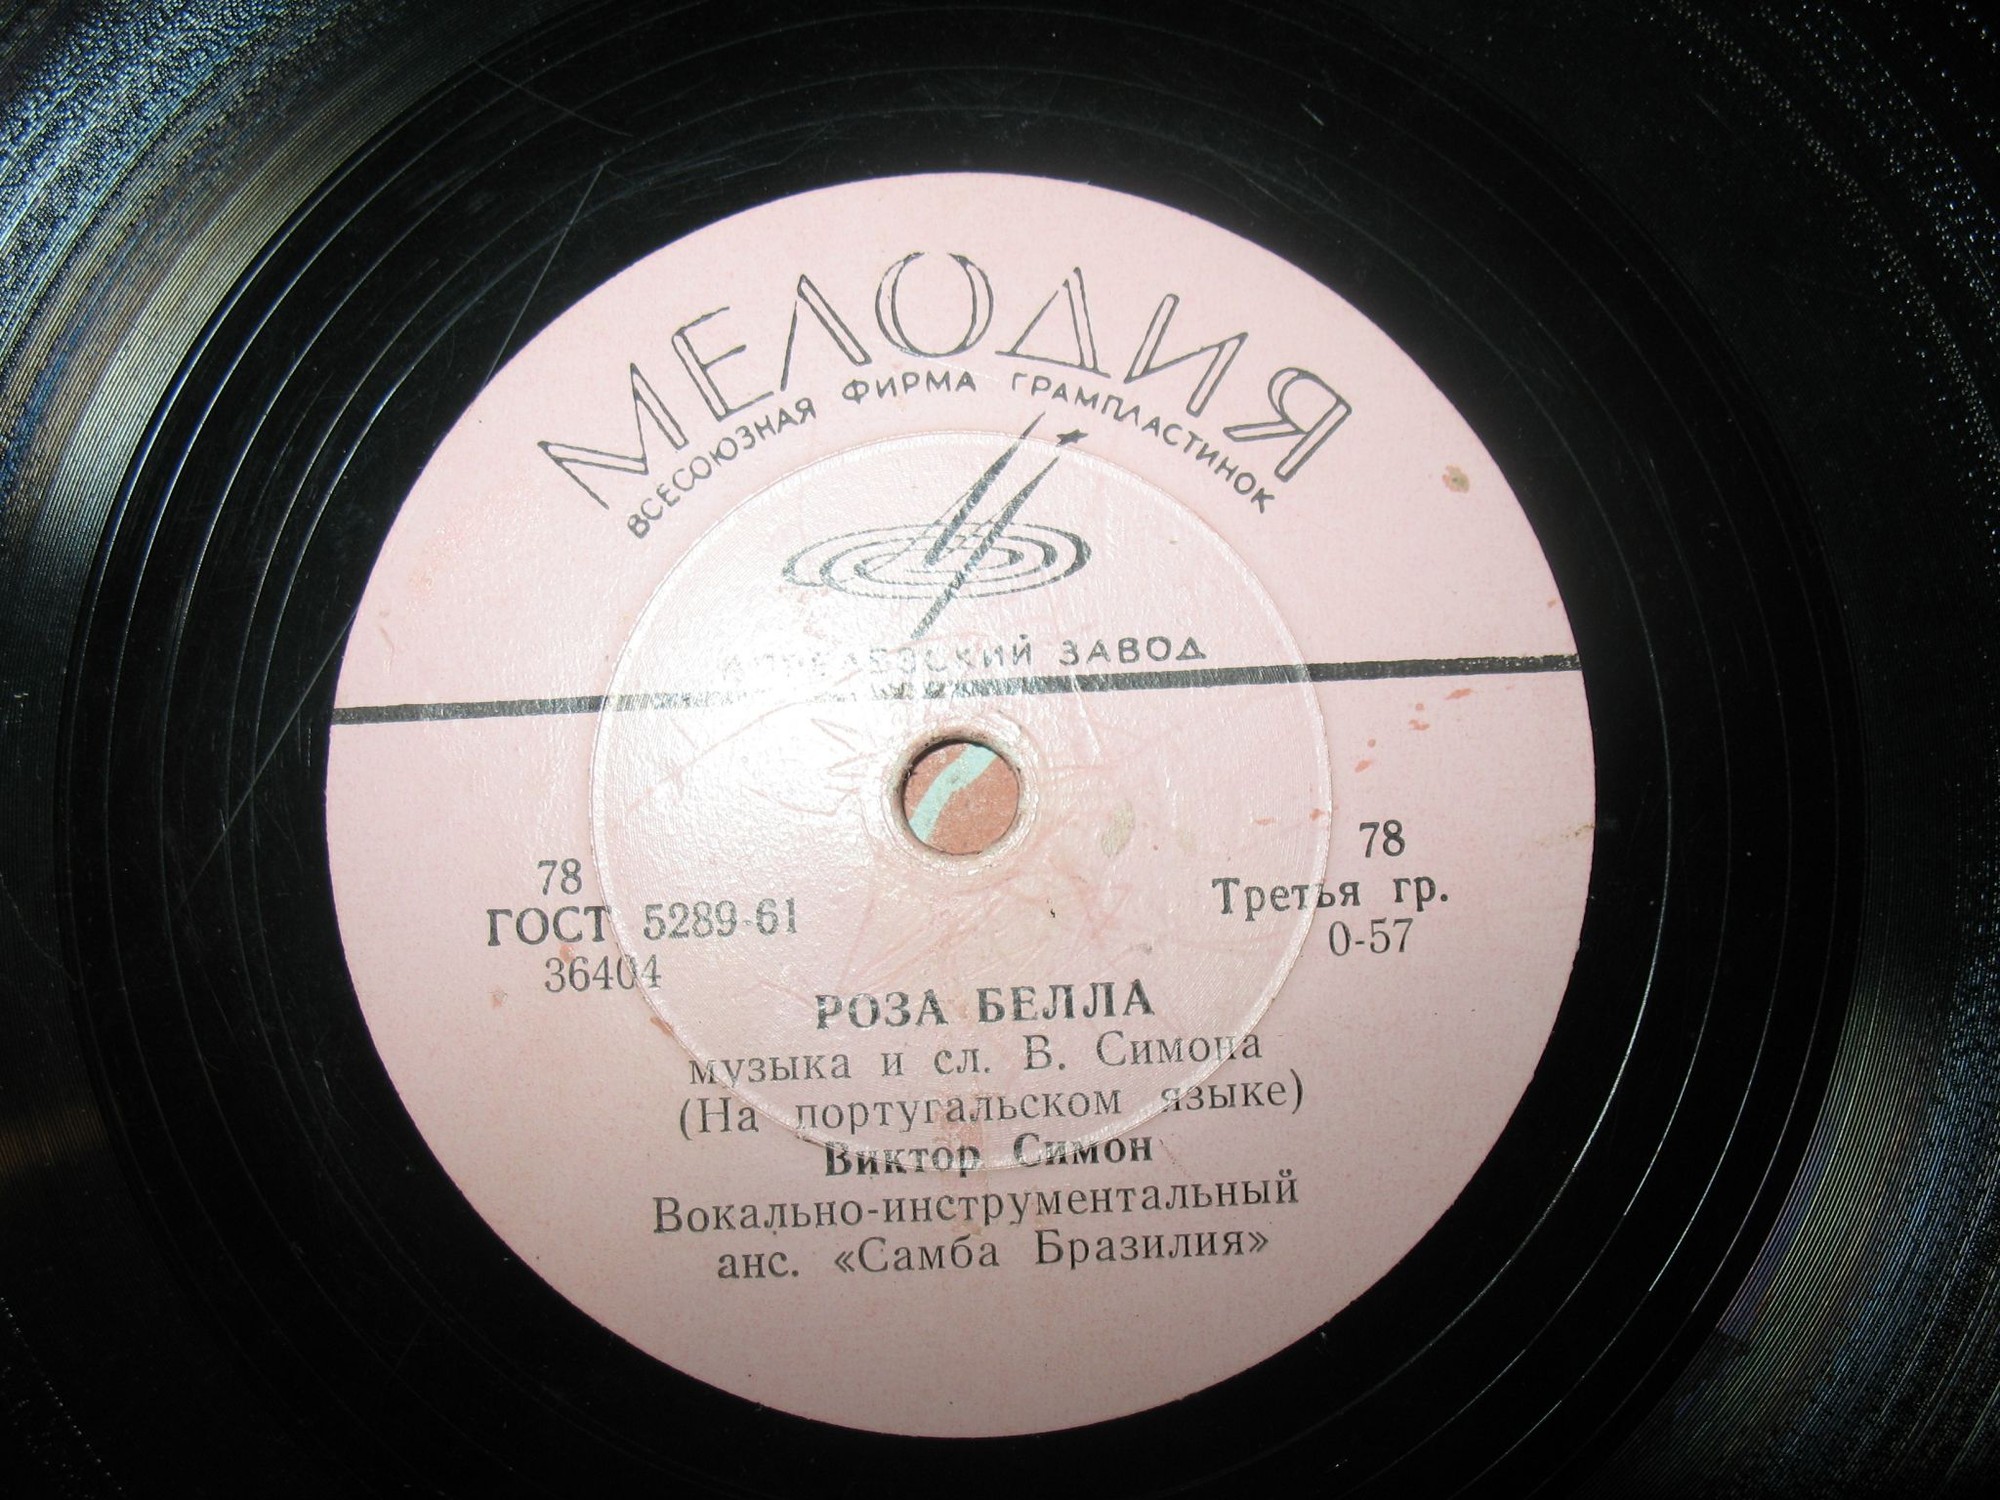 МЕЛОДИЯ
ВСЕСОЮЗНАЯ ФИРМА ГРАМПЛАСТИНОК
ЗАВОД
78
ГОСТ 5289-61
36404
78
Третья гр.
0-57
РОЗА БЕЛЛА
музыка и сл. В. Симона
(На португальском языке)
Виктор Симон
Вокально-инструментальный
анс. «Самба Бразилия»